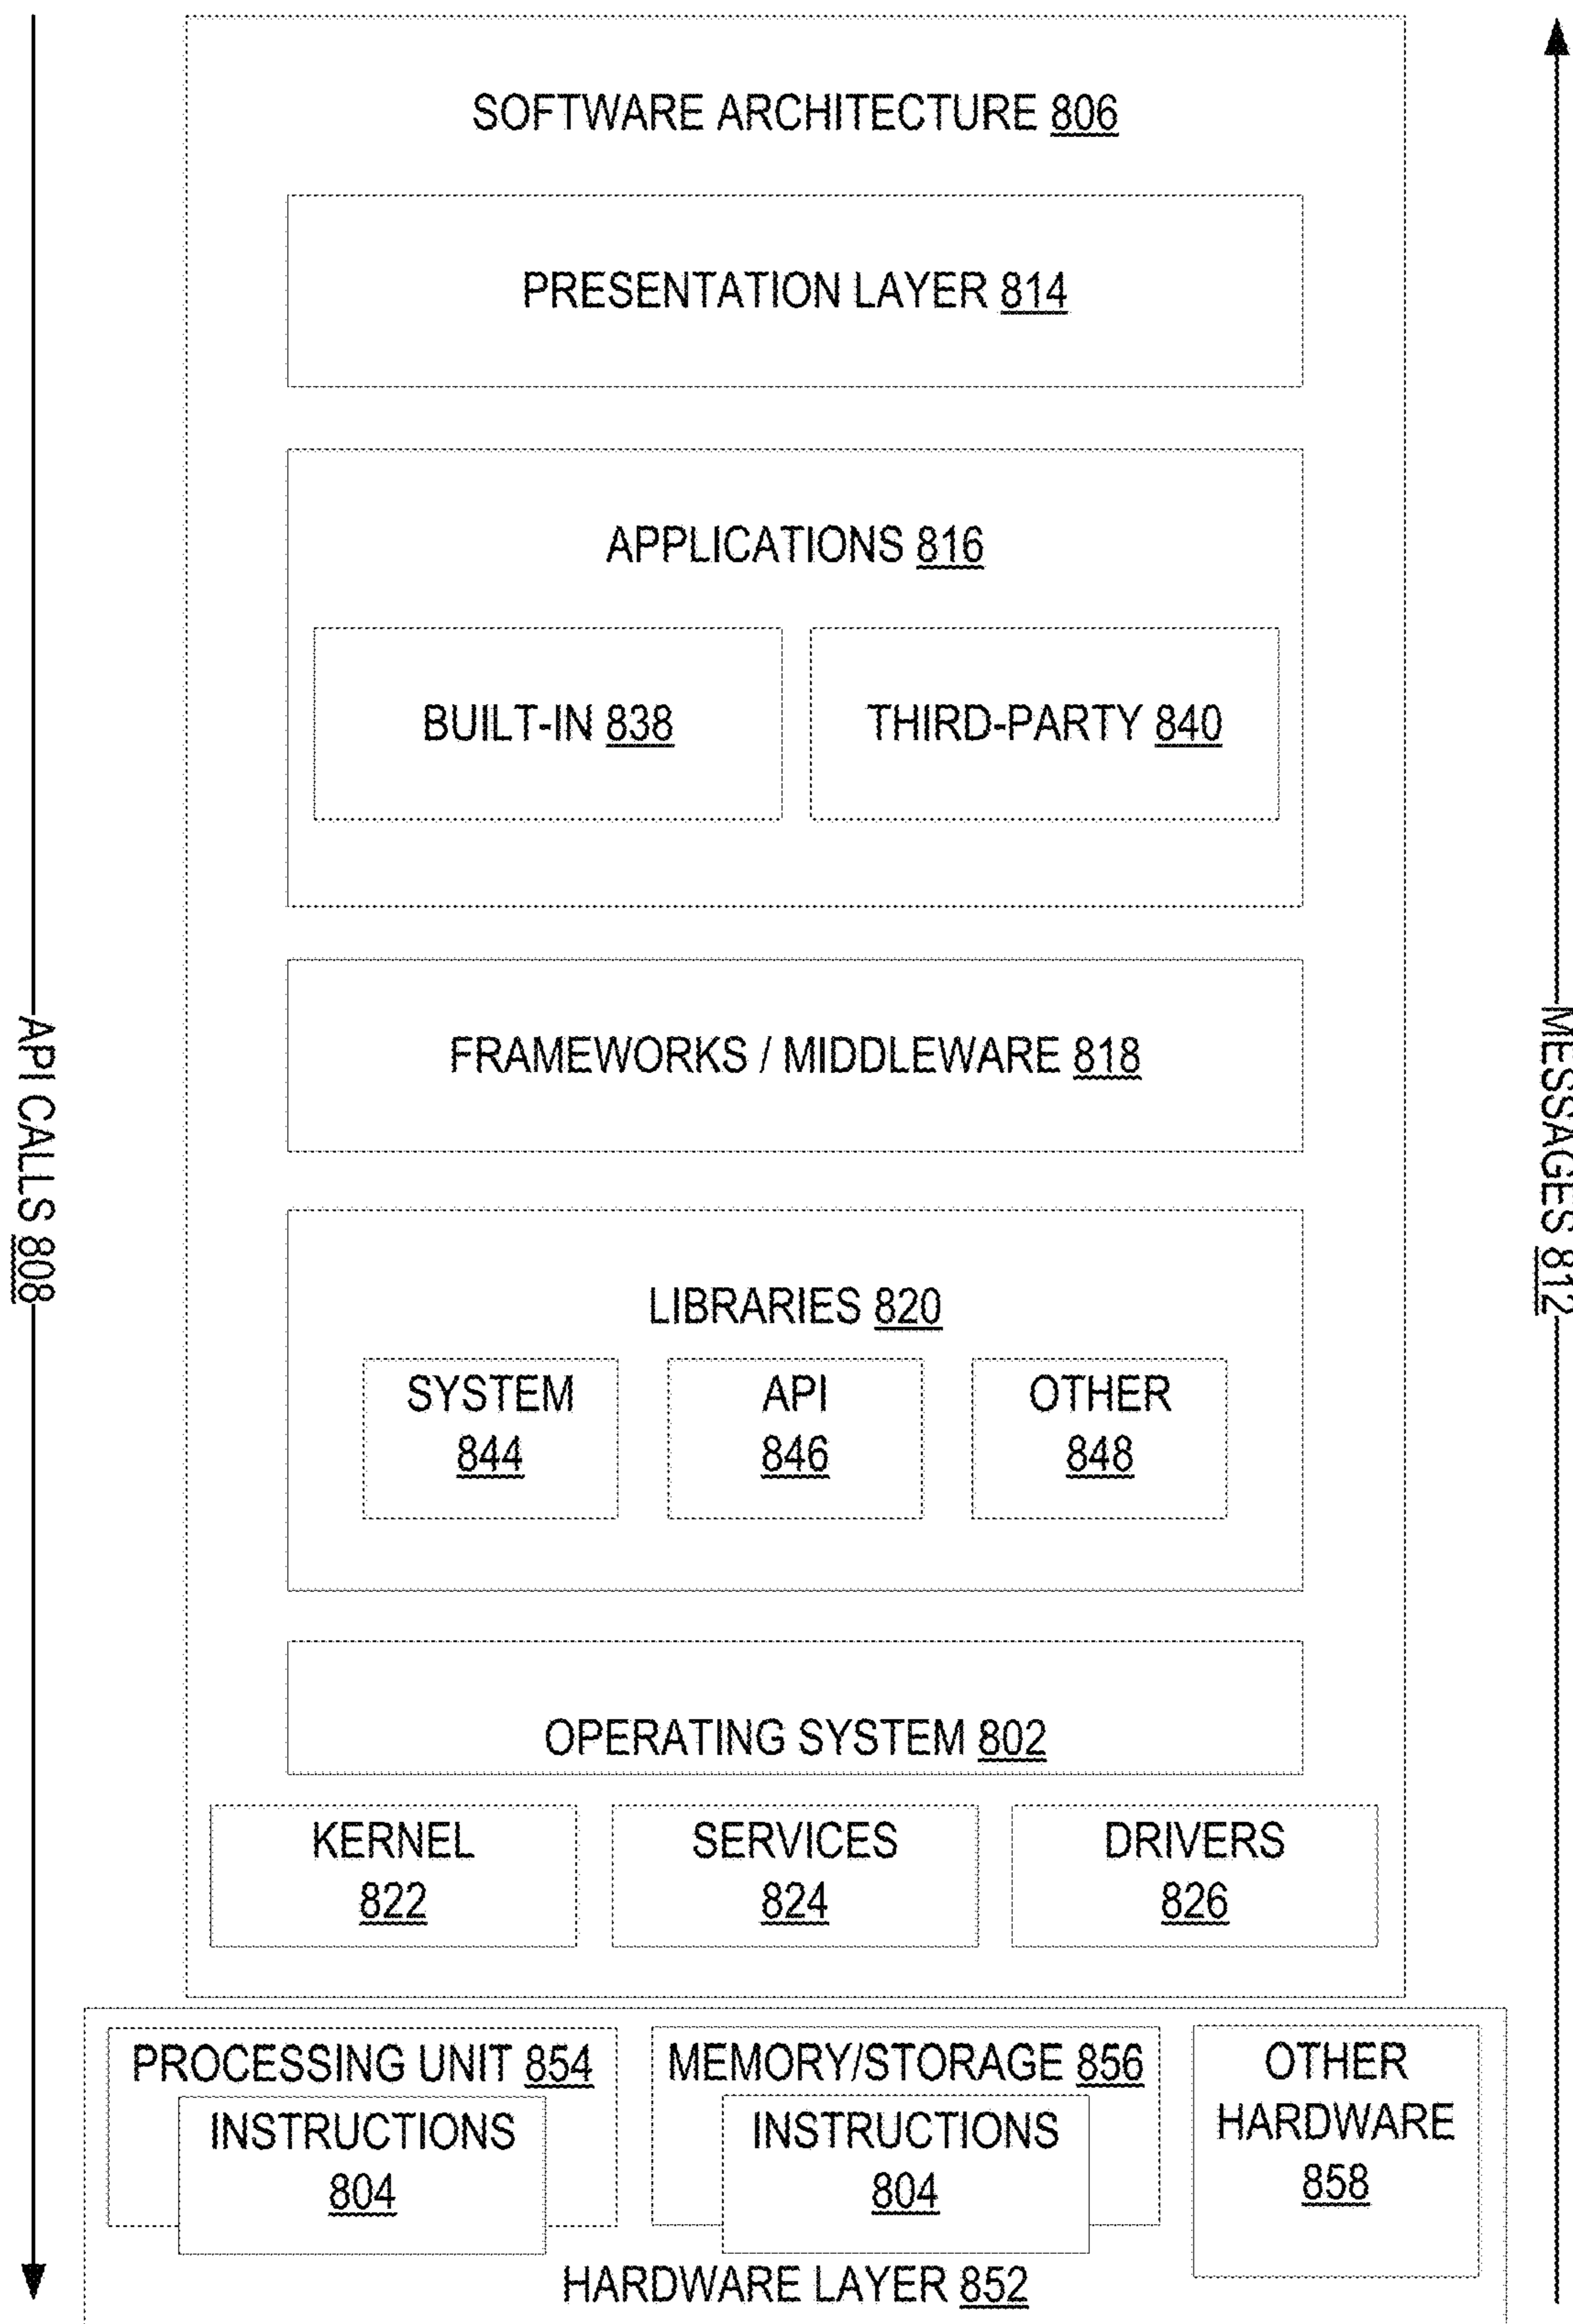 SOFTWARE ARCHITECTURE 806
PRESENTATION LAYER 814
APPLICATIONS 816
BUILT-IN 838
THIRD-PARTY 840
FRAMEWORKS / MIDDLEWARE 818
API CALLS 808
MESSAGES 812
LIBRARIES 820
SYSTEM
844
API
846
OTHER
848
OPERATING SYSTEM 802
KERNEL
822
SERVICES
824
DRIVERS
826
PROCESSING UNIT 854
INSTRUCTIONS
804
MEMORY/STORAGE 856
INSTRUCTIONS
804
OTHER
HARDWARE
858
HARDWARE LAYER 852